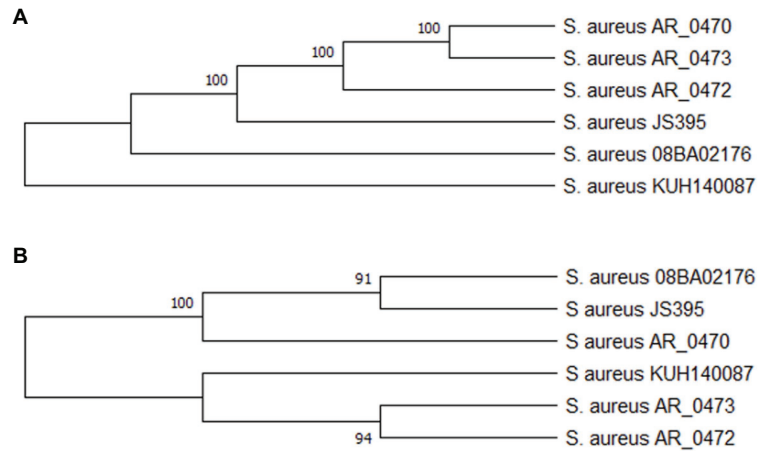 A
100 S. aureus AR_0470
100 S. aureus AR_0473
100 S. aureus AR_0472
S. aureus JS395
S. aureus 08BA02176
S. aureus KUH140087
B
91 S. aureus 08BA02176
100 S aureus JS395
S aureus AR_0470
S aureus KUH140087
S aureus AR_0473
94 S aureus AR_0472